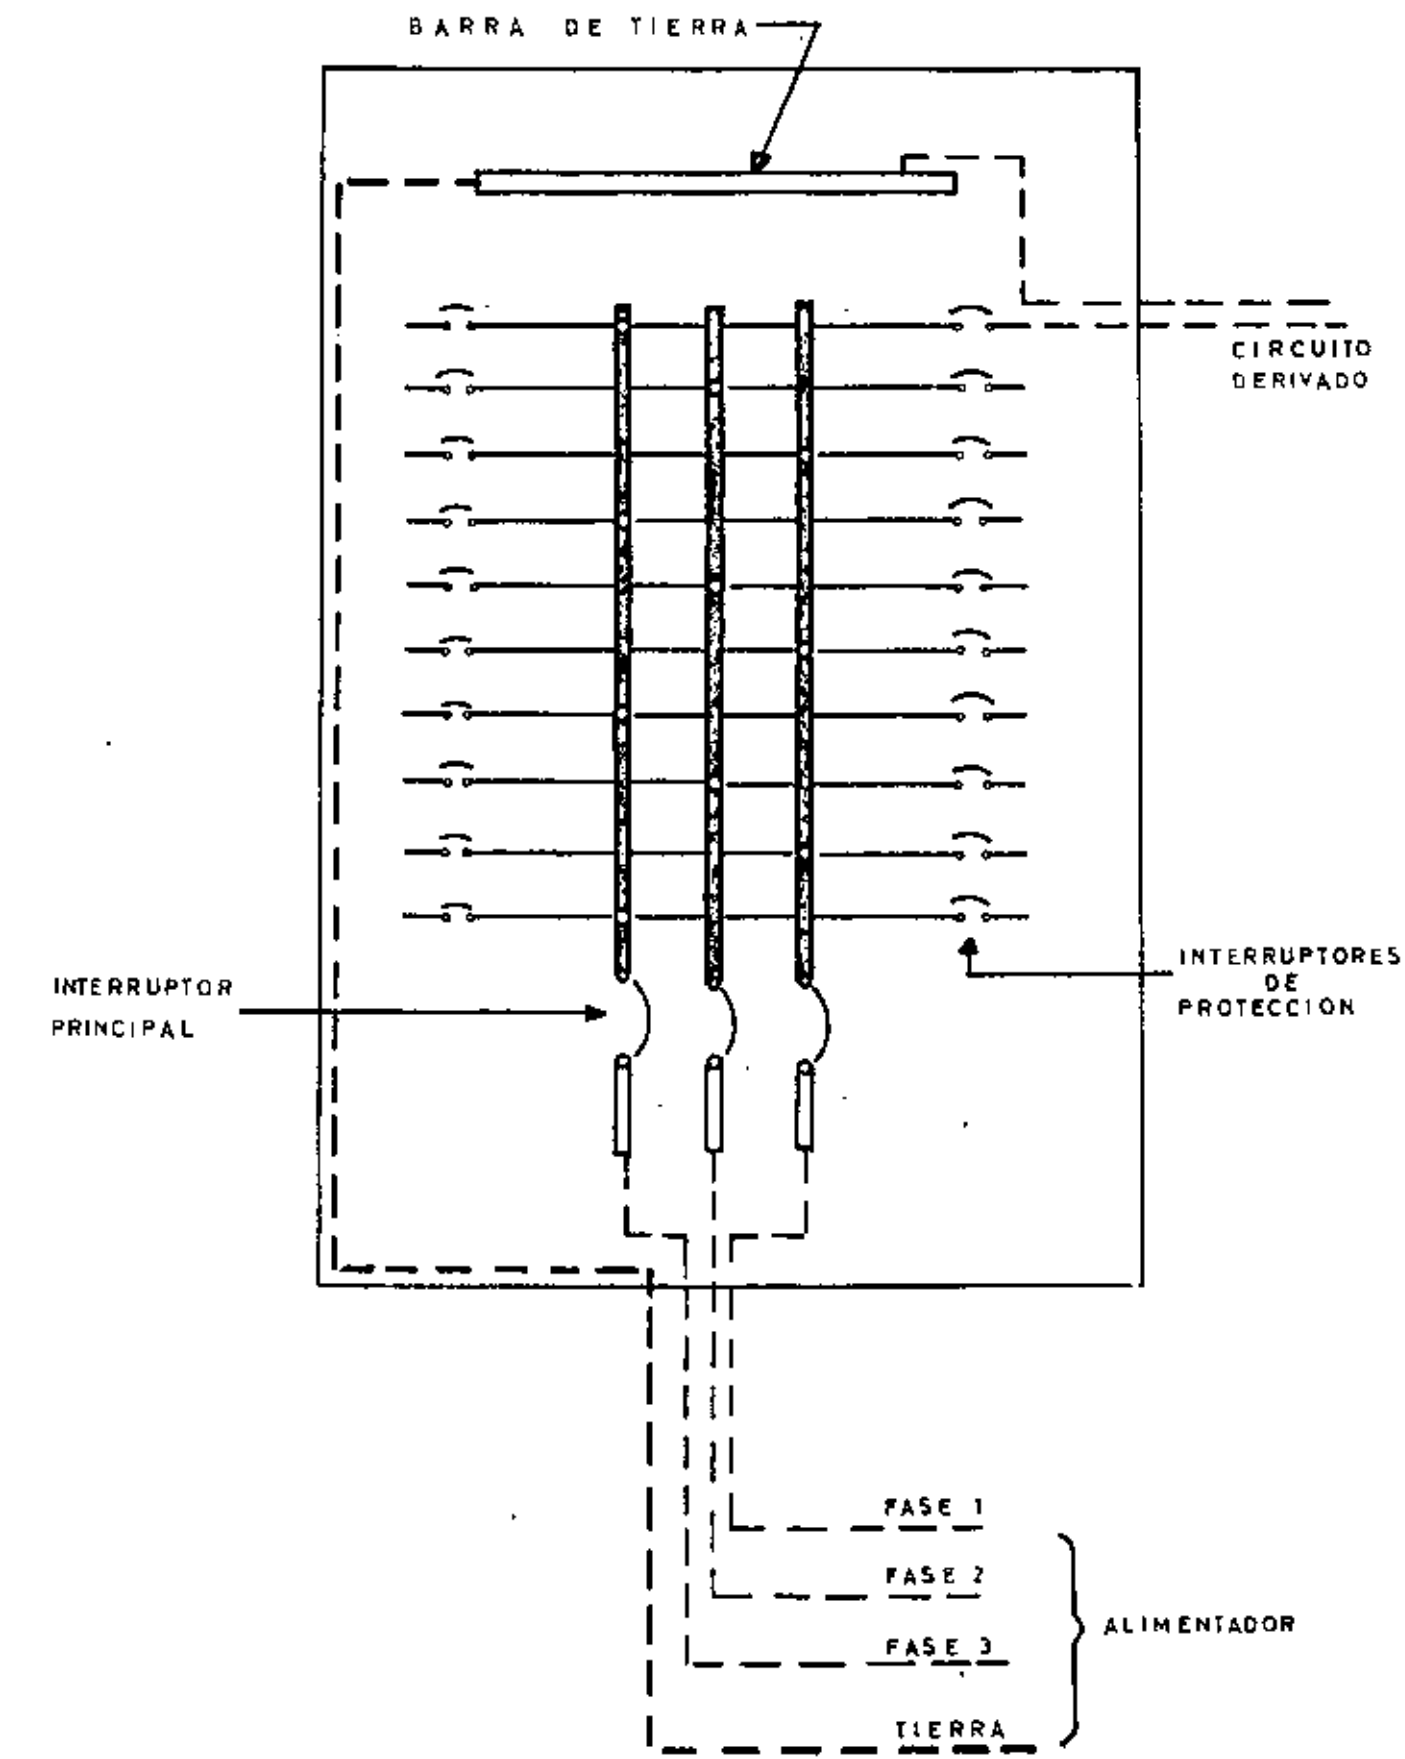 BARRA DE TIERRA
CIRCUITO
DERIVADO
INTERRUPTOR
PRINCIPAL
INTERRUPTORES
DE
PROTECCION
FASE 1
FASE 2
FASE 3
ALIMENTADOR
TIERRA